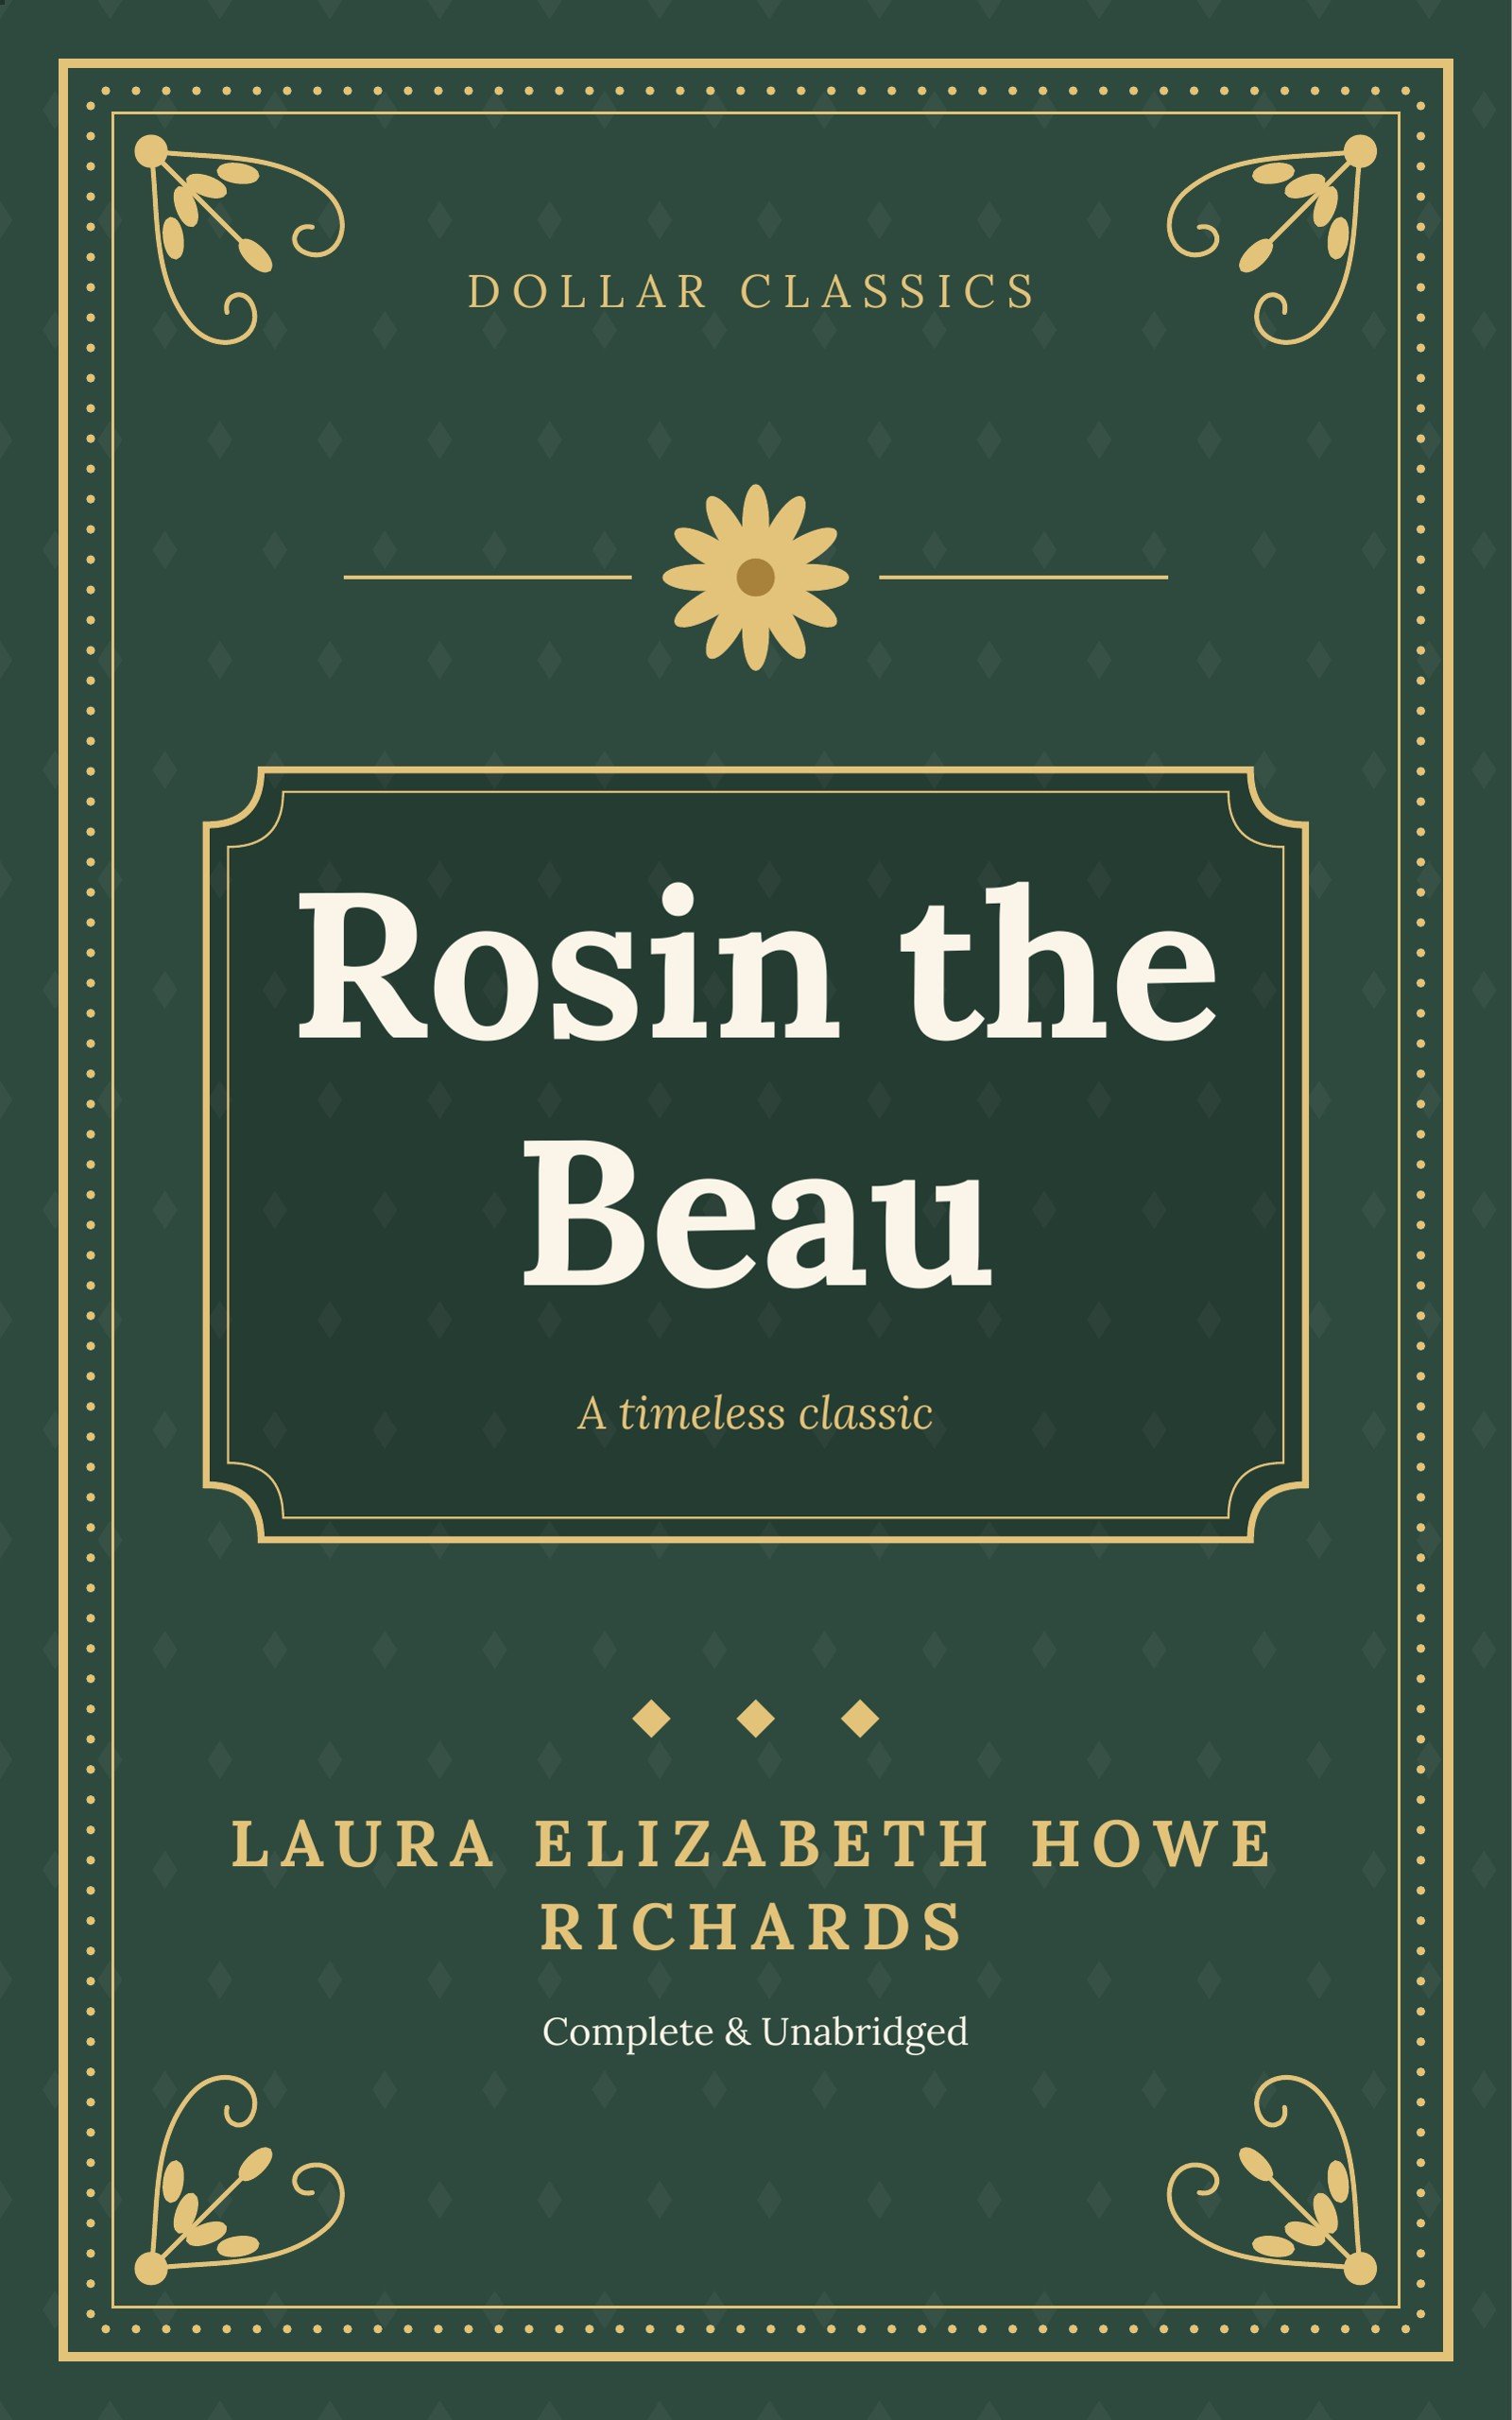 DOLLAR CLASSICS
Rosin the
Beau
A timeless classic
LAURA ELIZABETH HOWE
RICHARDS
Complete & Unabridged